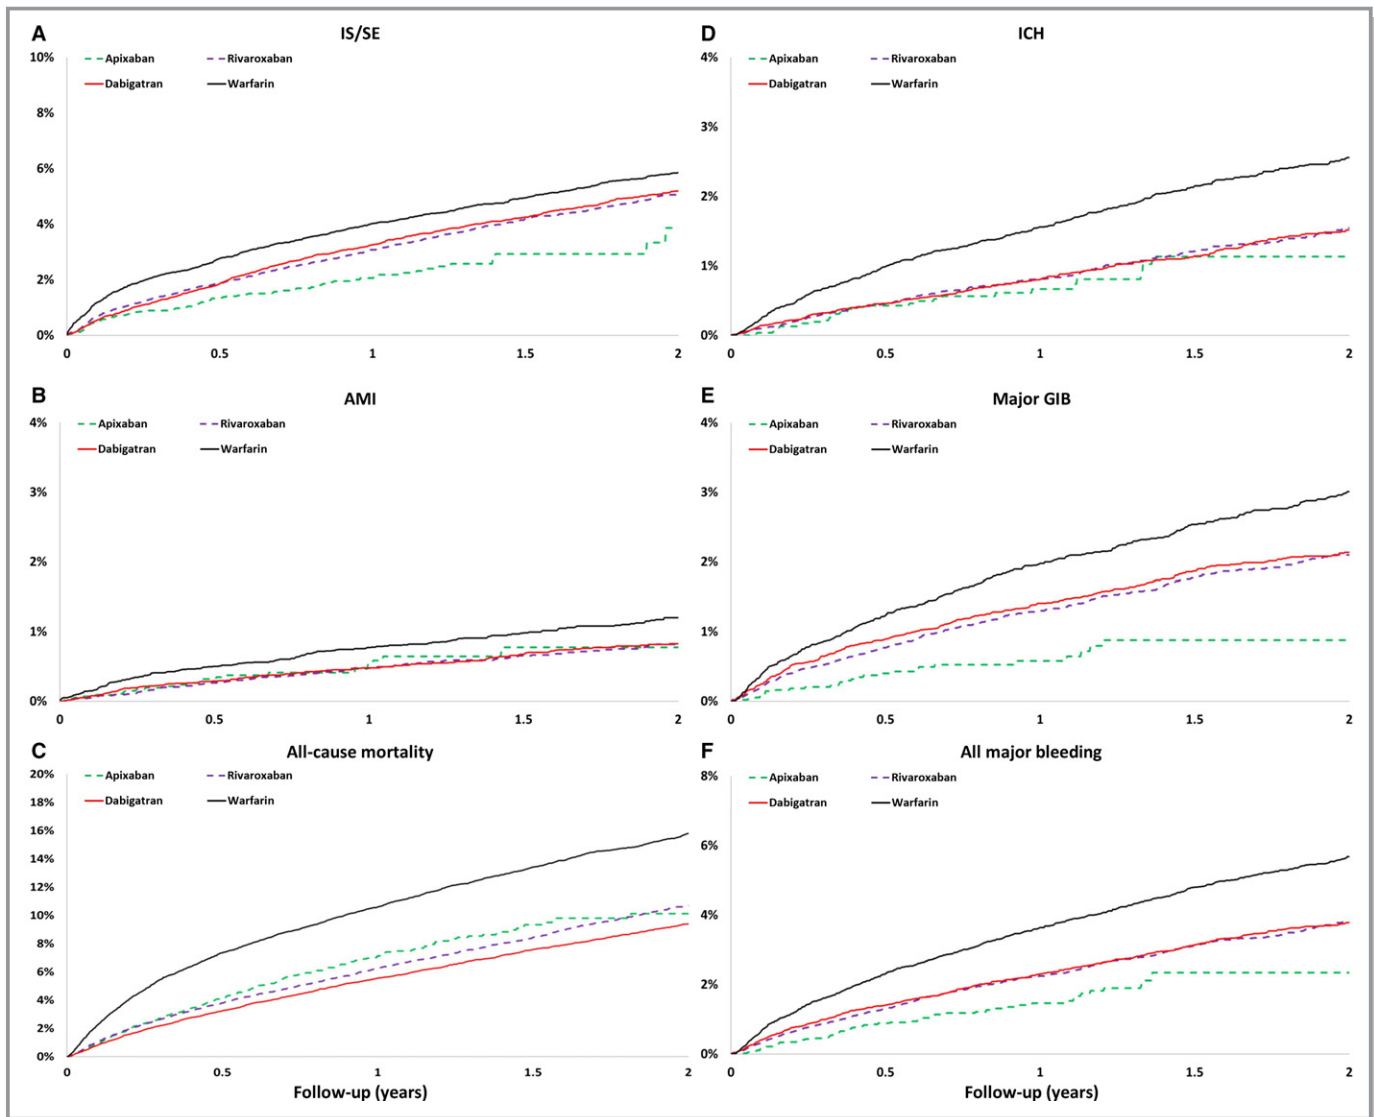 A
IS/SE
Apixaban
Rivaroxaban
Dabigatran
Warfarin
10%
8%
6%
4%
2%
0%
0 0.5 1 1.5 2
B
AMI
Apixaban
Rivaroxaban
Dabigatran
Warfarin
4%
3%
2%
1%
0%
0 0.5 1 1.5 2
C
All-cause mortality
Apixaban
Rivaroxaban
Dabigatran
Warfarin
20%
18%
16%
14%
12%
10%
8%
6%
4%
2%
0%
0 0.5 1 1.5 2
Follow-up (years)
D
ICH
Apixaban
Rivaroxaban
Dabigatran
Warfarin
4%
3%
2%
1%
0%
0 0.5 1 1.5 2
E
Major GIB
Apixaban
Rivaroxaban
Dabigatran
Warfarin
4%
3%
2%
1%
0%
0 0.5 1 1.5 2
F
All major bleeding
Apixaban
Rivaroxaban
Dabigatran
Warfarin
8%
6%
4%
2%
0%
0 0.5 1 1.5 2
Follow-up (years)